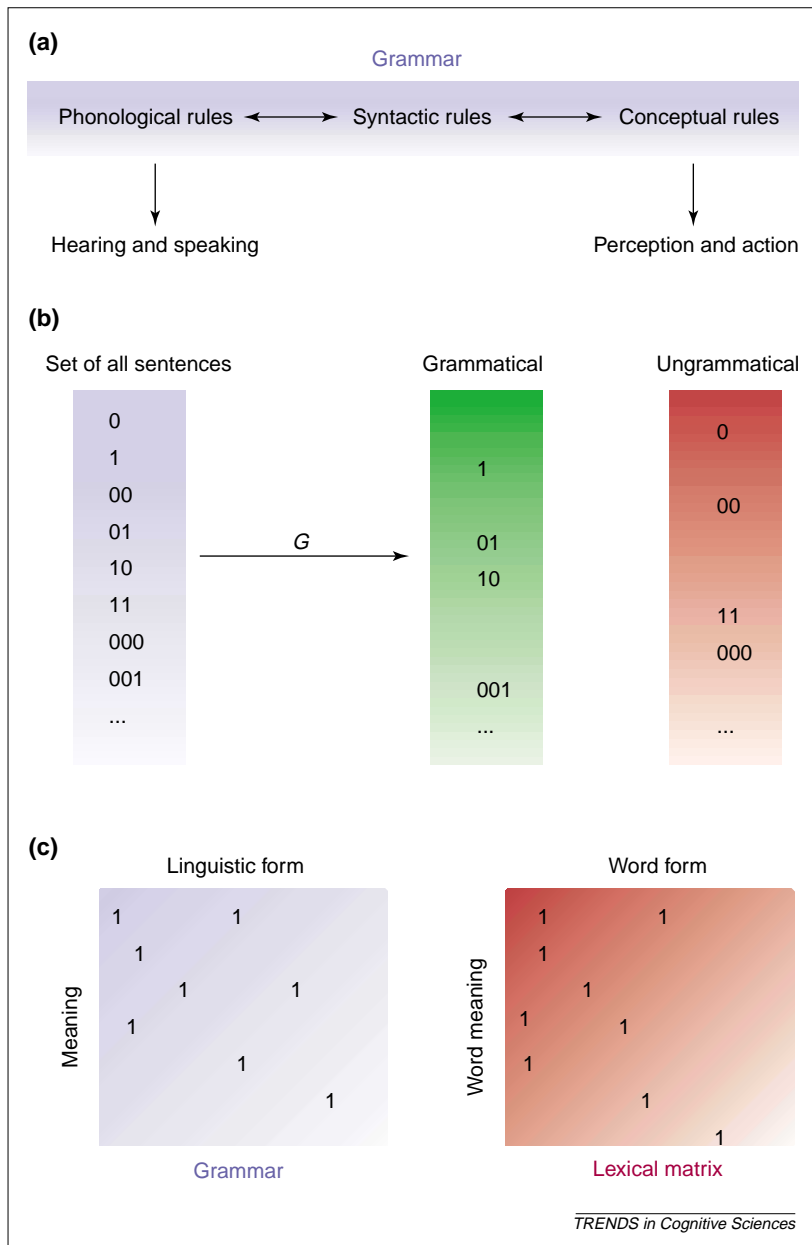 (a)
Grammar
Phonological rules
Syntactic rules
Conceptual rules
Hearing and speaking
Perception and action
(b)
Set of all sentences
Grammatical
Ungrammatical
0
1
00
01
10
11
000
001
...
G
1
01
10
001
...
0
00
11
000
...
(c)
Linguistic form
Meaning
1 1
1
1 1
1
1
1
Grammar
Word form
Word meaning
1 1
1
1
1 1
1
1
1
Lexical matrix
TRENDS in Cognitive Sciences